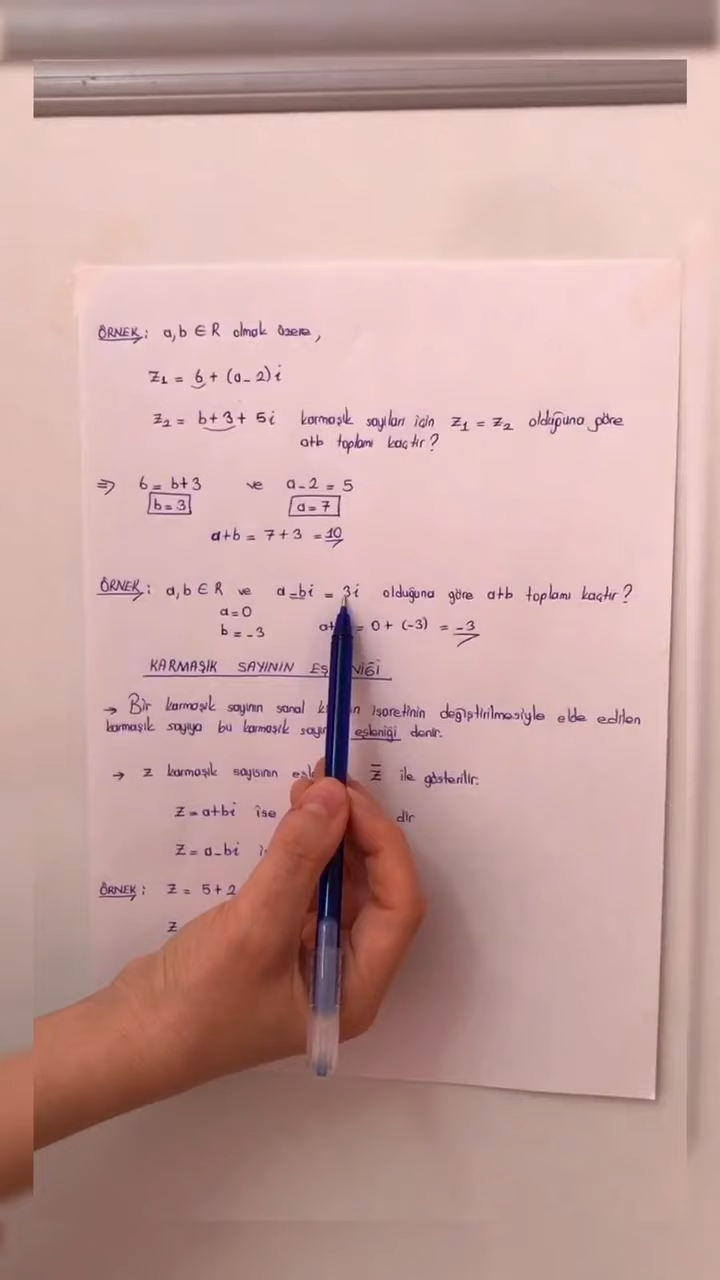 ÖRNEK: a, b ∈ R olmak üzere,
z₁ = 6 + (a-2)i
z₂ = b+3 + 5i karmaşık sayıları için z₁ = z₂ olduğuna göre
a+b toplamı kaçtır?
⇒ 6 = b+3 ve a-2 = 5
b=3 a=7
a+b = 7+3 = 10
ÖRNEK: a, b ∈ R ve a-bi = 3i olduğuna göre a+b toplamı kaçtır?
a=0
b = -3 = 0 + (-3) = -3
KARMAŞIK SAYININ
→ Bir karmaşık sayının sanal işaretinin değiştirilmesiyle elde edilen
karmaşık sayıya bu karmaşık eşleniği denir.
→ z karmaşık sayısının z̅ ile gösterilir.
z = a+bi ise dir
z = a-bi
ÖRNEK: z = 5+2
z